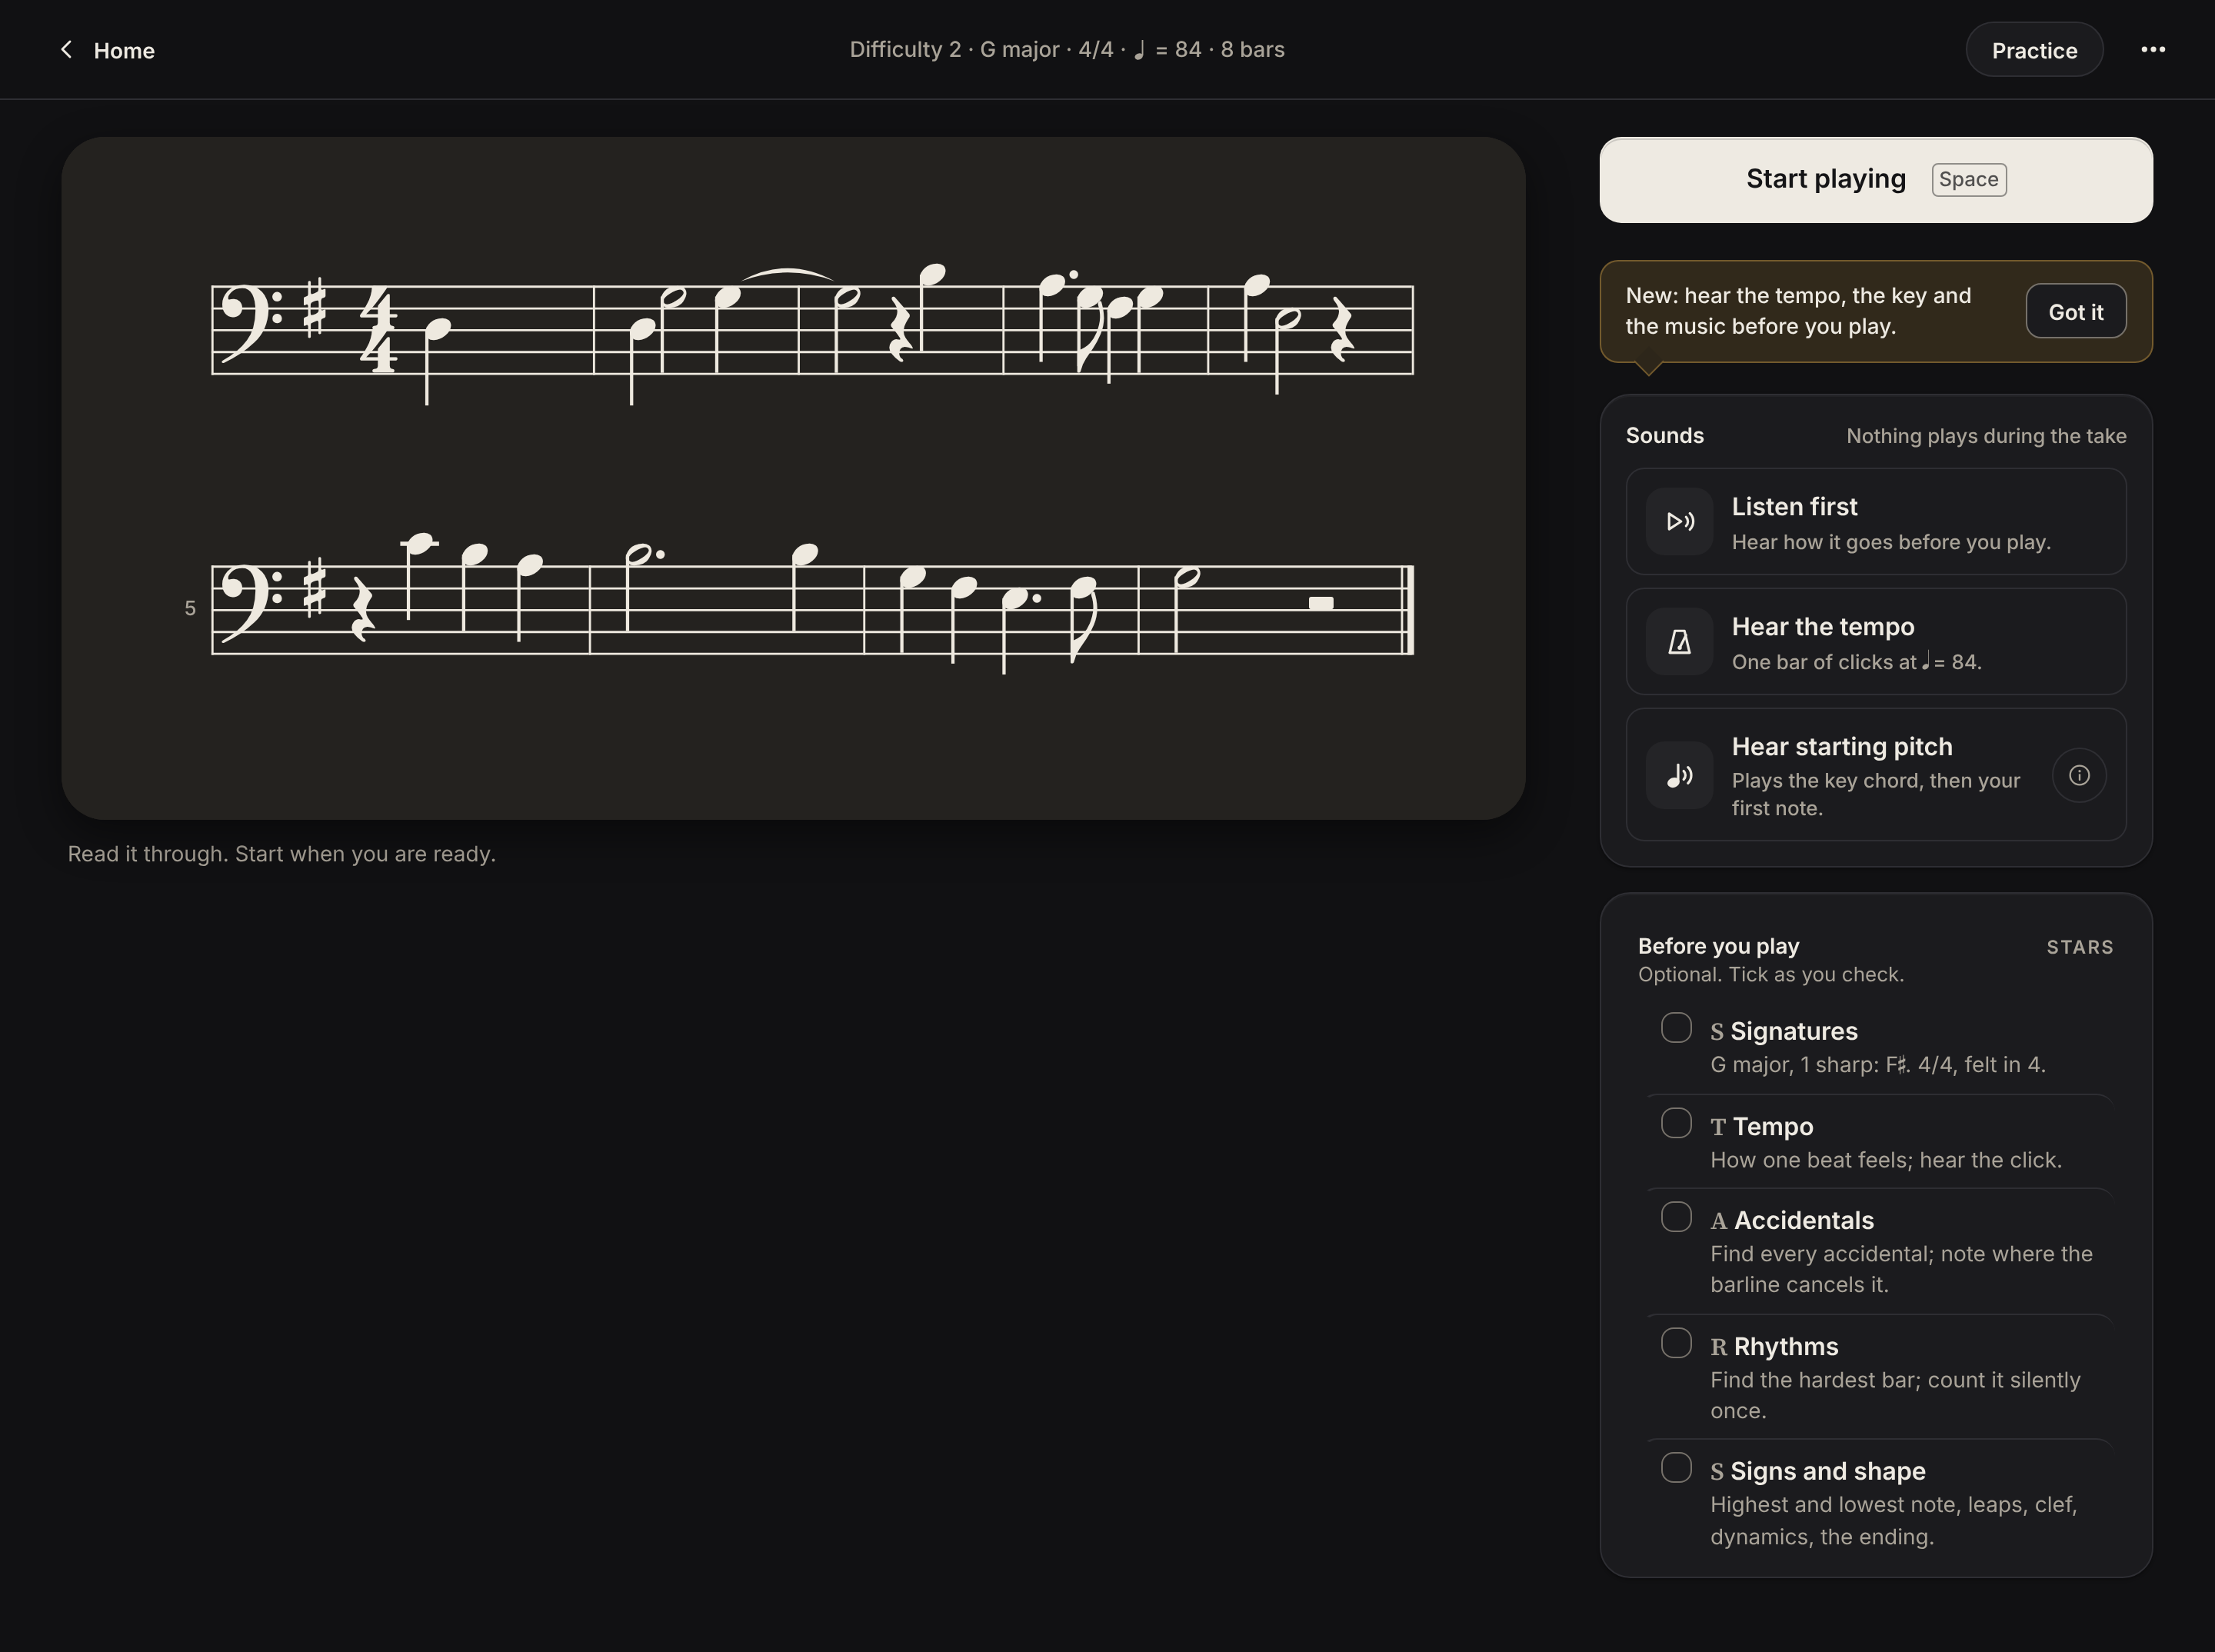 Home
Difficulty 2 · G major · 4/4 · ♩ = 84 · 8 bars
Practice
Start playing Space
New: hear the tempo, the key and
the music before you play.
Got it
Sounds
Nothing plays during the take
Listen first
Hear how it goes before you play.
Hear the tempo
One bar of clicks at ♩ = 84.
Hear starting pitch
Plays the key chord, then your
first note.
4
4
5
Read it through. Start when you are ready.
Before you play
STARS
Optional. Tick as you check.
S Signatures
G major, 1 sharp: F♯. 4/4, felt in 4.
T Tempo
How one beat feels; hear the click.
A Accidentals
Find every accidental; note where the
barline cancels it.
R Rhythms
Find the hardest bar; count it silently
once.
S Signs and shape
Highest and lowest note, leaps, clef,
dynamics, the ending.